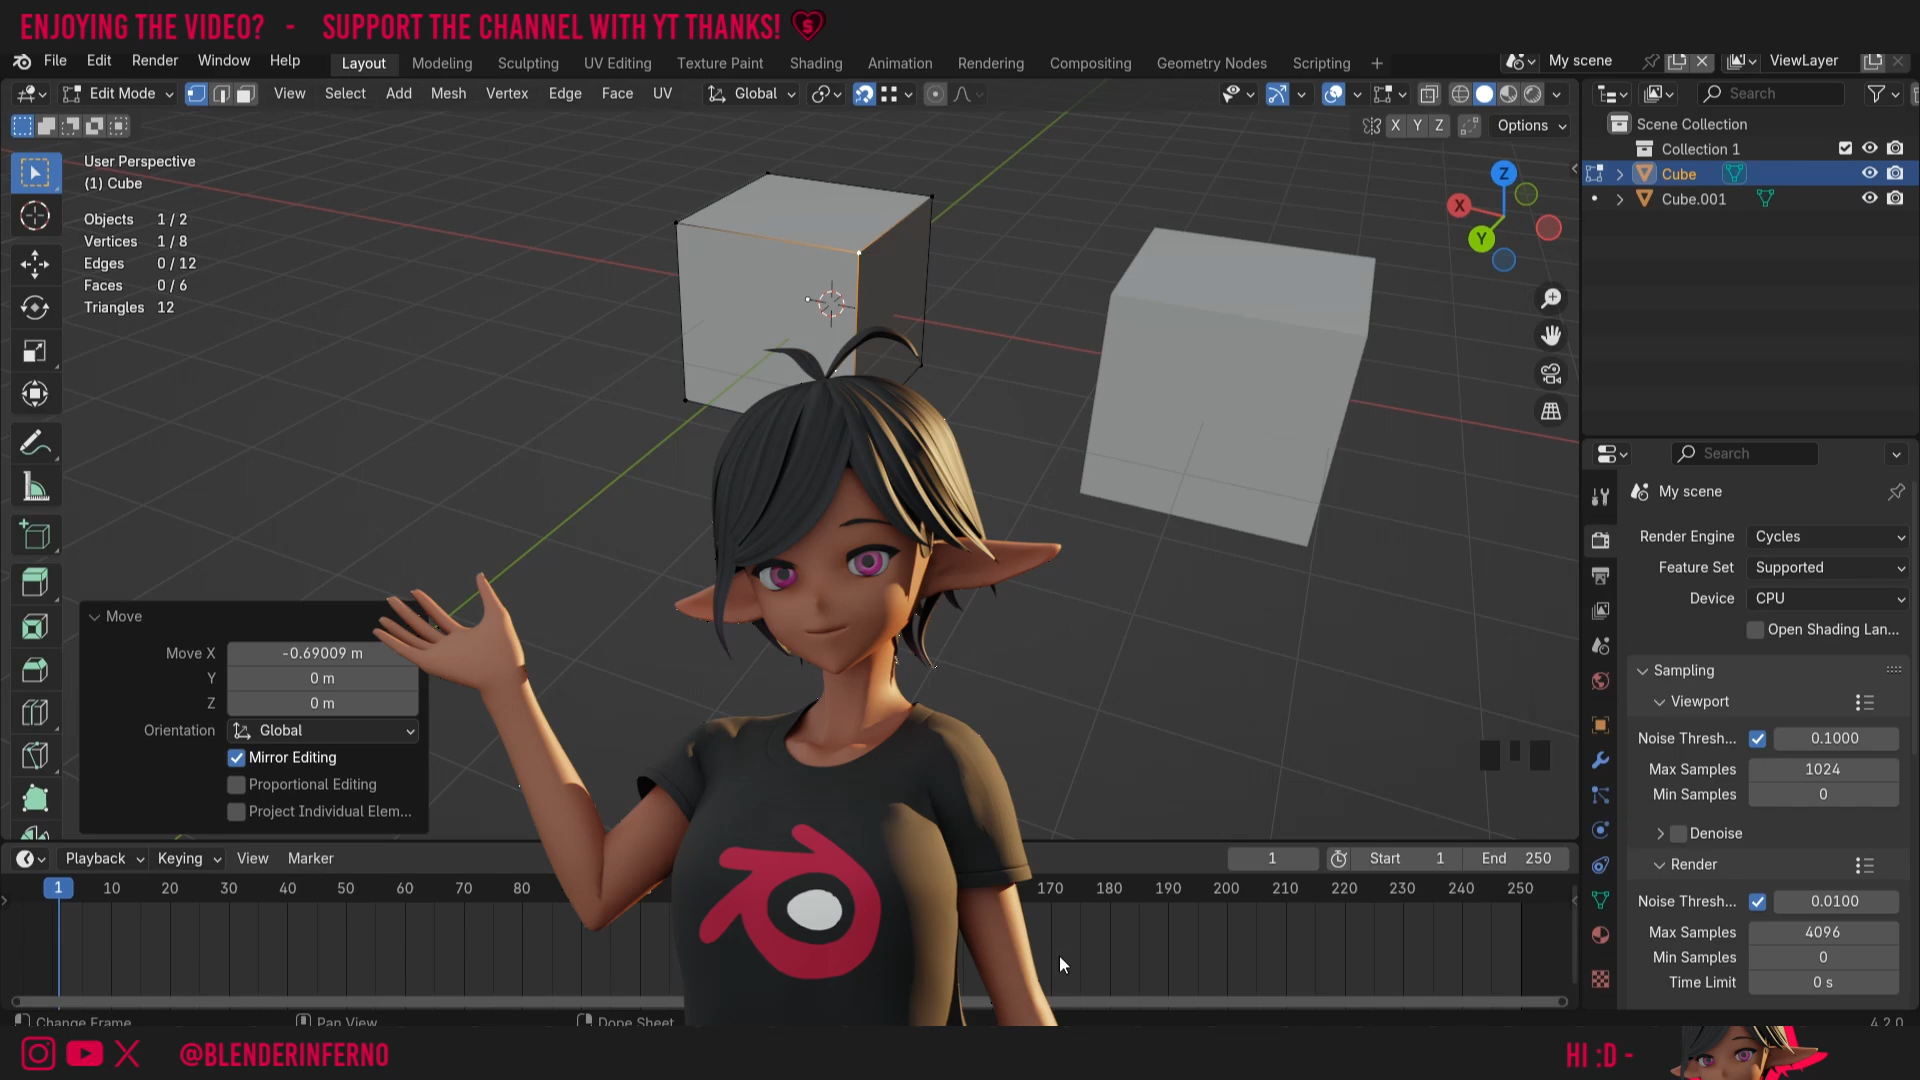 ENJOYING THE VIDEO? - SUPPORT THE CHANNEL WITH YT THANKS!
File Edit Render Window Help
Layout Modeling Sculpting UV Editing Texture Paint Shading Animation Rendering Compositing Geometry Nodes Scripting +
My scene
ViewLayer
Edit Mode View Select Add Mesh Vertex Edge Face UV Global
Search
X Y Z Options
Scene Collection
Collection 1
Cube
Cube.001
User Perspective
(1) Cube
Objects 1 / 2
Vertices 1 / 8
Edges 0 / 12
Faces 0 / 6
Triangles 12
Z
X
Y
Search
My scene
Render Engine Cycles
Feature Set Supported
Device CPU
Open Shading Lan...
Sampling
Viewport
Noise Thresh... 0.1000
Max Samples 1024
Min Samples 0
Denoise
Render
Noise Thresh... 0.0100
Max Samples 4096
Min Samples 0
Time Limit 0 s
Move
Move X -0.69009 m
Y 0 m
Z 0 m
Orientation Global
Mirror Editing
Proportional Editing
Project Individual Elem...
Playback Keying View Marker
1 Start 1 End 250
1 10 20 30 40 50 60 70 80 170 180 190 200 210 220 230 240 250
Change Frame Pan View Dope Sheet
4.2.0
@BLENDERINFERNO
HI :D -